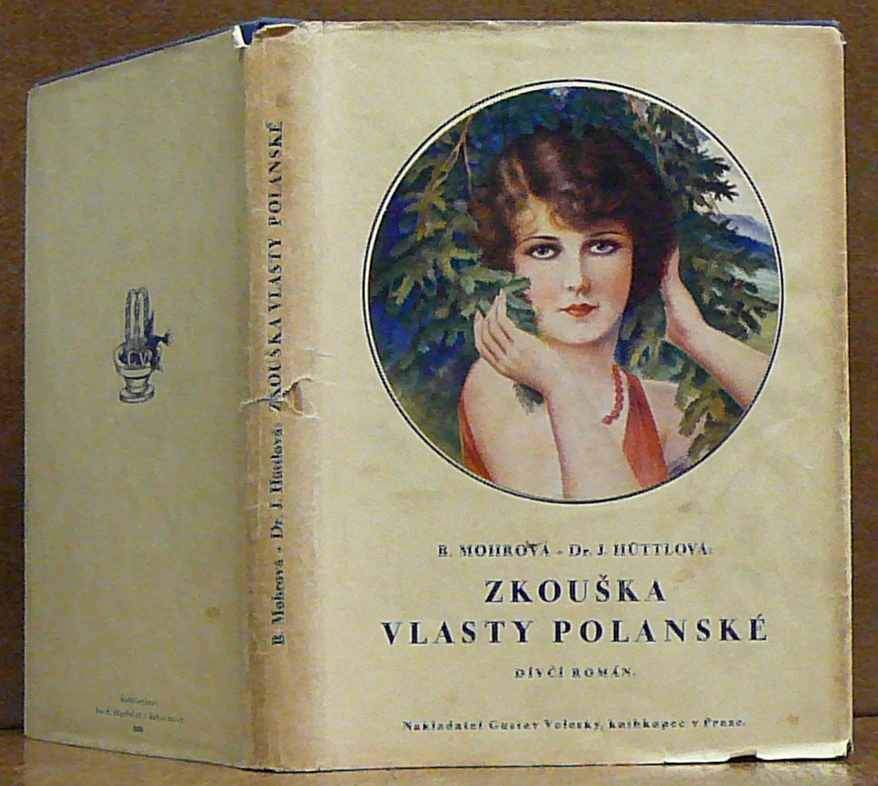 B. Mohrová - Dr. J. Hüttlová: ZKOUŠKA VLASTY POLANSKÉ
B. MOHROVÁ - Dr. J. HÜTTLOVÁ:
ZKOUŠKA
VLASTY POLANSKÉ
DÍVČÍ ROMÁN.
Nakladatel Gustav Voleský, knihkupec v Praze.